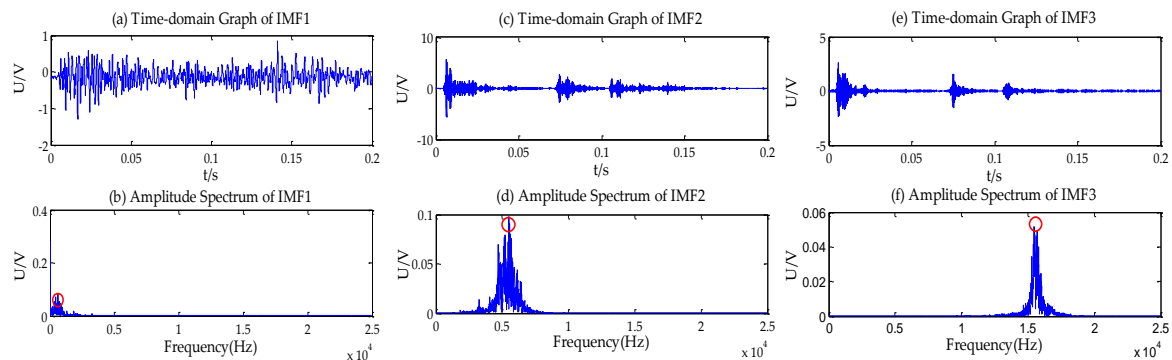 (a) Time-domain Graph of IMF1
1
0
-1
-2
U/V
0 0.05 0.1 0.15 0.2
t/s
(c) Time-domain Graph of IMF2
10
0
-10
U/V
0 0.05 0.1 0.15 0.2
t/s
(e) Time-domain Graph of IMF3
5
0
-5
U/V
0 0.05 0.1 0.15 0.2
t/s
(b) Amplitude Spectrum of IMF1
0.4
0.2
0
U/V
0 0.5 1 1.5 2 2.5
Frequency(Hz)
x 10^4
(d) Amplitude Spectrum of IMF2
0.1
0.05
0
U/V
0 0.5 1 1.5 2 2.5
Frequency(Hz)
x 10^4
(f) Amplitude Spectrum of IMF3
0.06
0.04
0.02
0
U/V
0 0.5 1 1.5 2 2.5
Frequency(Hz)
x 10^4